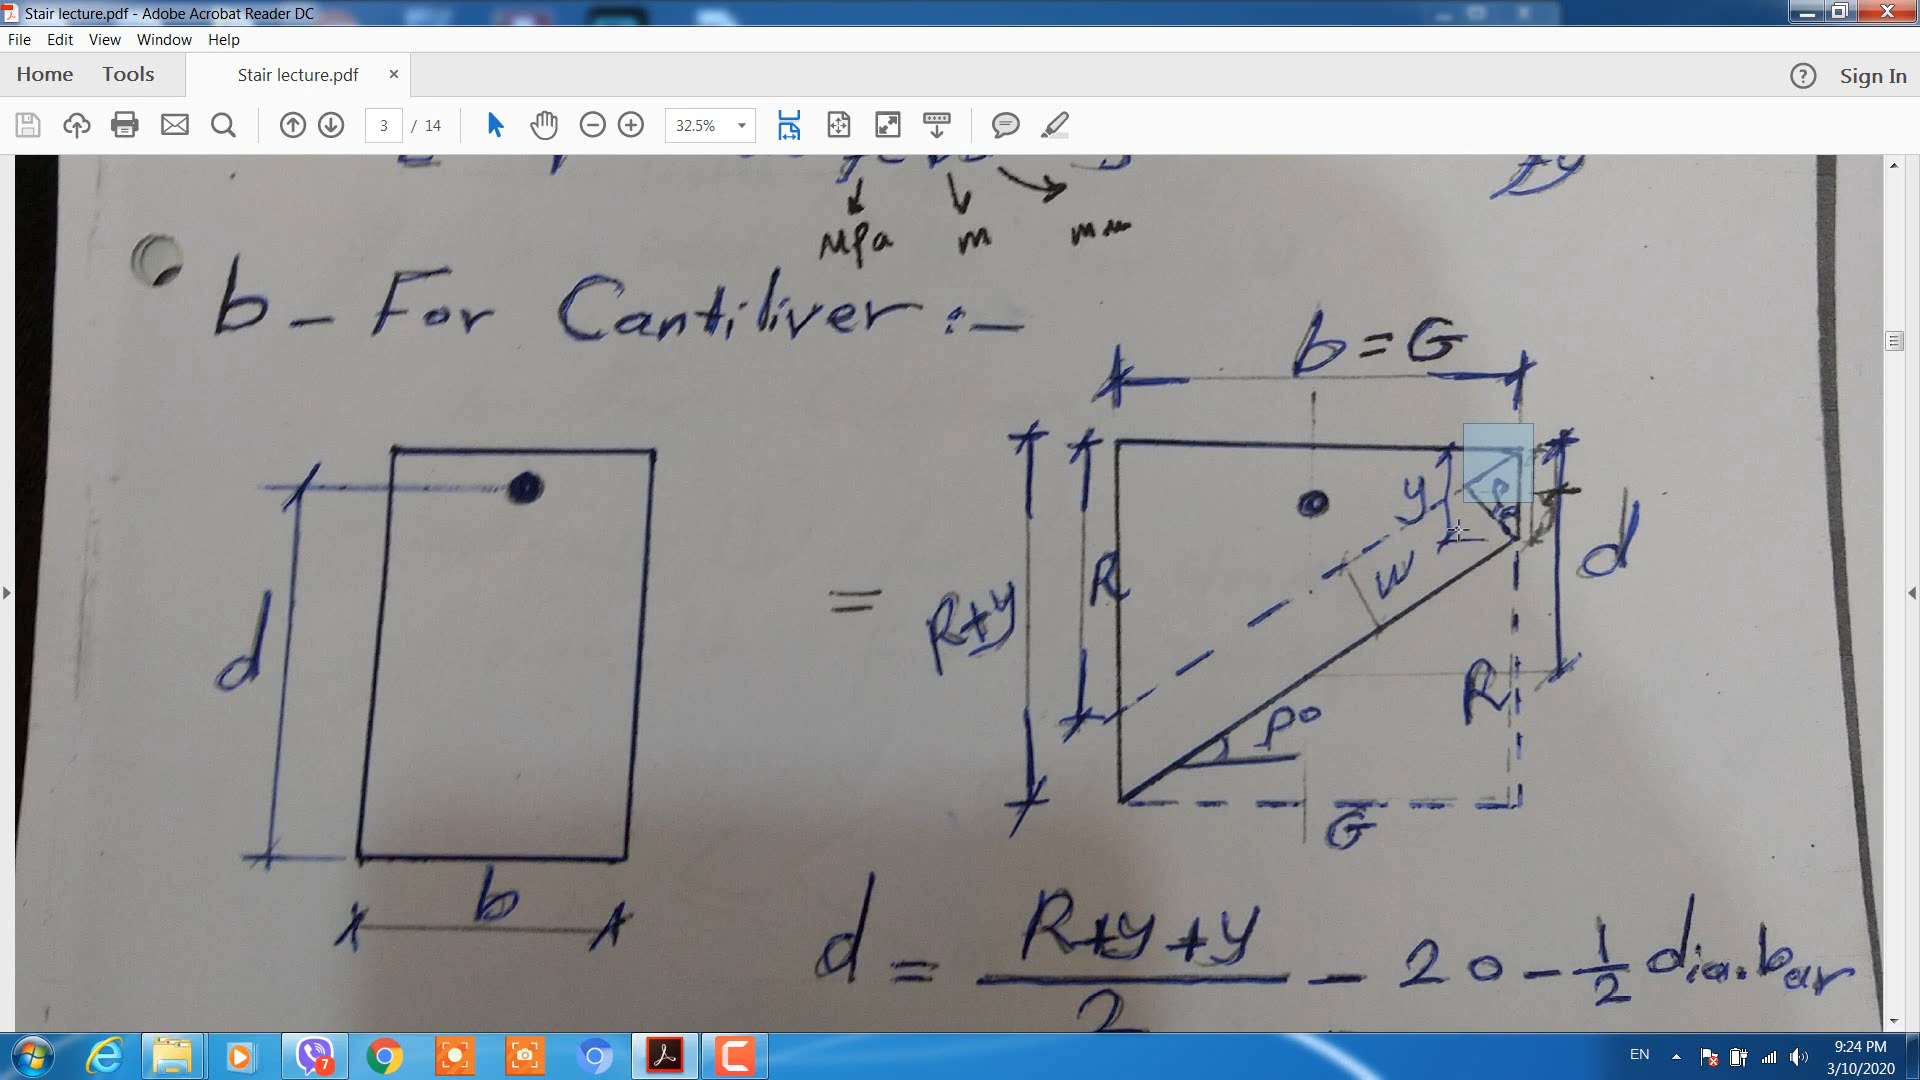 Stair lecture.pdf - Adobe Acrobat Reader DC
File Edit View Window Help
Home Tools Stair lecture.pdf × ? Sign In
3 / 14 32.5%
MPa m mm
fy
b - For Cantiliver :-
b = G
d
b
=
R+y
R
y
w
d
R
ρ°
G
d = R+y+y / 2 - 20 - 1/2 dia.bar
7
EN
9:24 PM
3/10/2020